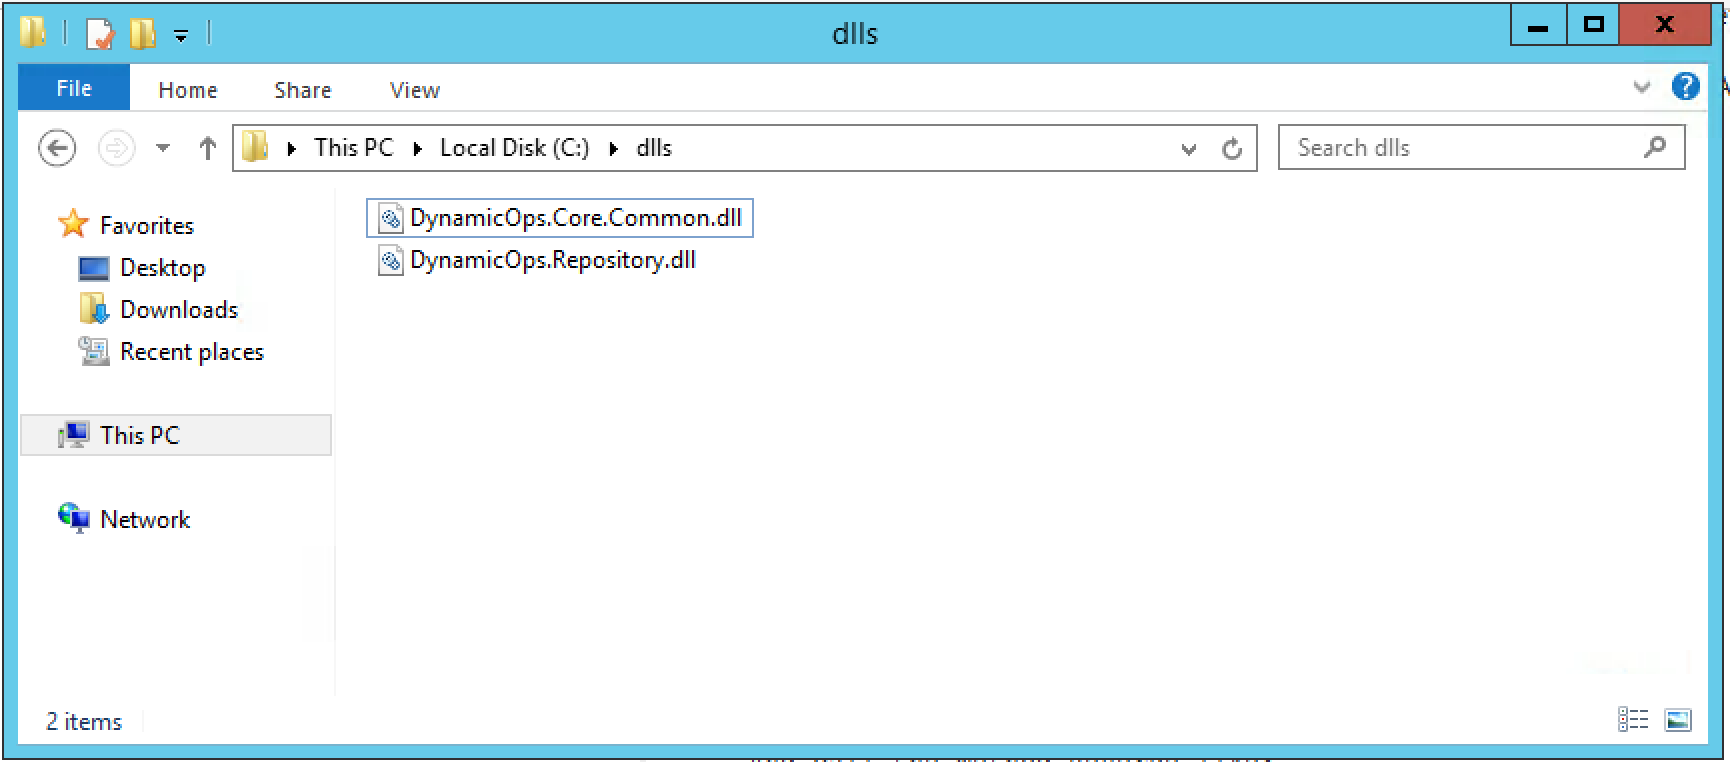 dlls
File Home Share View
This PC Local Disk (C:) dlls Search dlls
Favorites
Desktop
Downloads
Recent places
This PC
Network
DynamicOps.Core.Common.dll
DynamicOps.Repository.dll
2 items